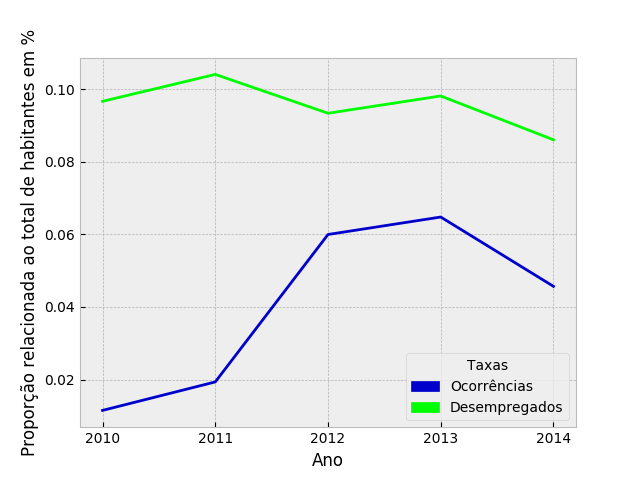 Proporção relacionada ao total de habitantes em %
0.10
0.08
0.06
0.04
0.02
2010 2011 2012 2013 2014
Ano
Taxas
Ocorrências
Desempregados